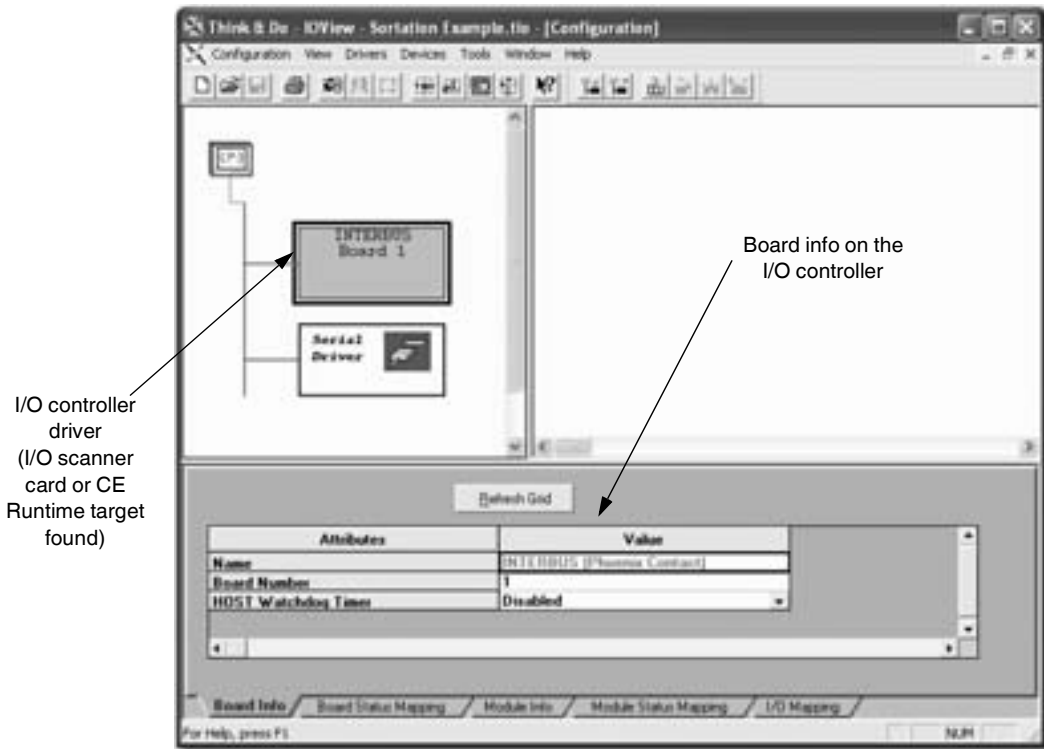 Think & Do - IOView - Sortation Example.tio - [Configuration]
Configuration View Drivers Devices Tools Window Help
INTERBUS
Board 1
Serial
Driver
Board info on the
I/O controller
I/O controller
driver
(I/O scanner
card or CE
Runtime target
found)
Refresh Grid
Attributes Value
Name INTERBUS (Phoenix Contact)
Board Number 1
HOST Watchdog Timer Disabled
Board Info Board Status Mapping Module Info Module Status Mapping I/O Mapping
For Help, press F1 NUM